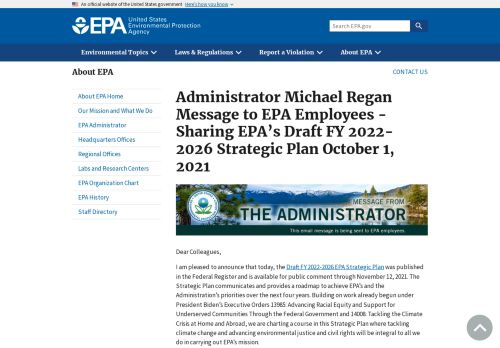 An official website of the United States government Here's how you know
EPA United States
Environmental Protection
Agency
Search EPA.gov
Environmental Topics Laws & Regulations Report a Violation About EPA
About EPA
CONTACT US
About EPA Home
Our Mission and What We Do
EPA Administrator
Headquarters Offices
Regional Offices
Labs and Research Centers
EPA Organization Chart
EPA History
Staff Directory
Administrator Michael Regan
Message to EPA Employees -
Sharing EPA's Draft FY 2022-
2026 Strategic Plan October 1,
2021
MESSAGE FROM
THE ADMINISTRATOR
This email message is being sent to EPA employees.
Dear Colleagues,
I am pleased to announce that today, the Draft FY 2022-2026 EPA Strategic Plan was published
in the Federal Register and is available for public comment through November 12, 2021. The
Strategic Plan communicates and provides a roadmap to achieve EPA's and the
Administration's priorities over the next four years. Building on work already begun under
President Biden's Executive Orders 13985: Advancing Racial Equity and Support for
Underserved Communities Through the Federal Government and 14008: Tackling the Climate
Crisis at Home and Abroad, we are charting a course in this Strategic Plan where tackling
climate change and advancing environmental justice and civil rights will be integral to all we
do in carrying out EPA's mission.